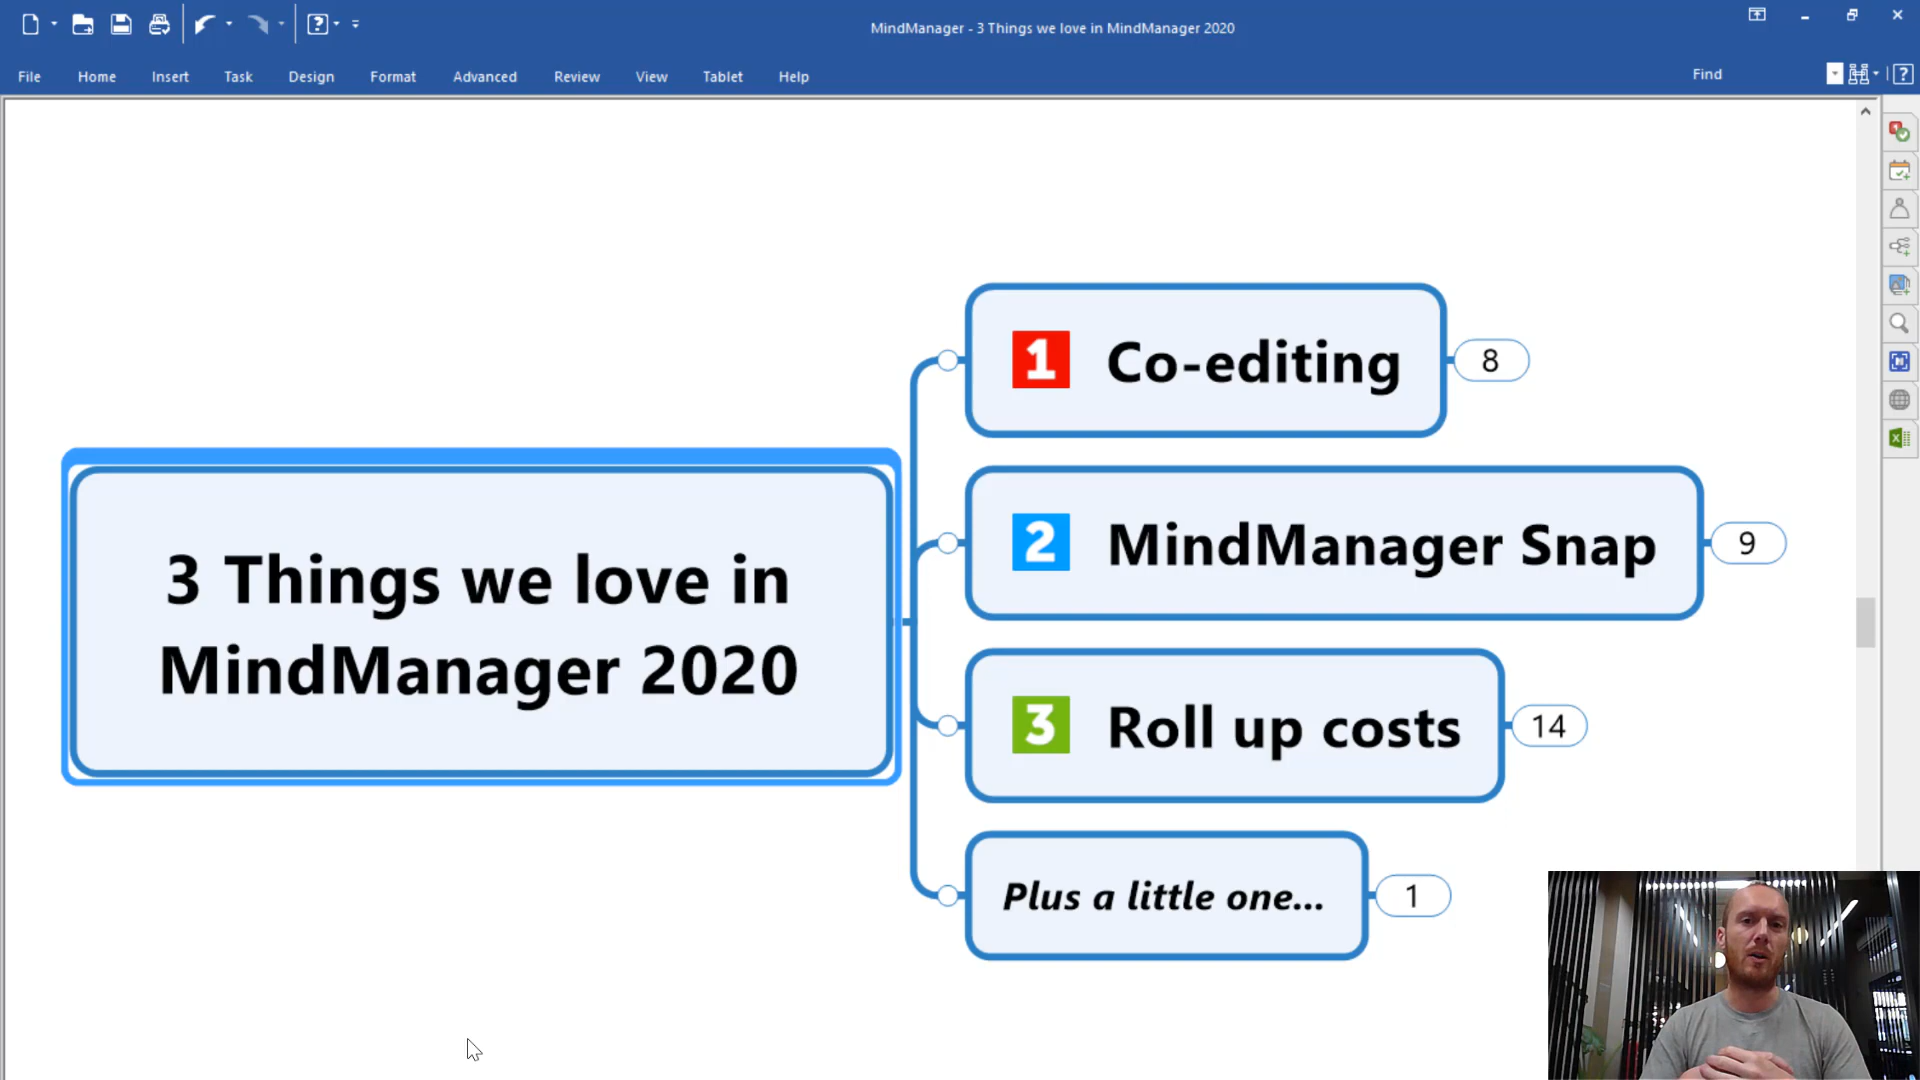 MindManager - 3 Things we love in MindManager 2020
File Home Insert Task Design Format Advanced Review View Tablet Help Find
1 Co-editing 8
2 MindManager Snap 9
3 Things we love in
MindManager 2020
3 Roll up costs 14
Plus a little one... 1